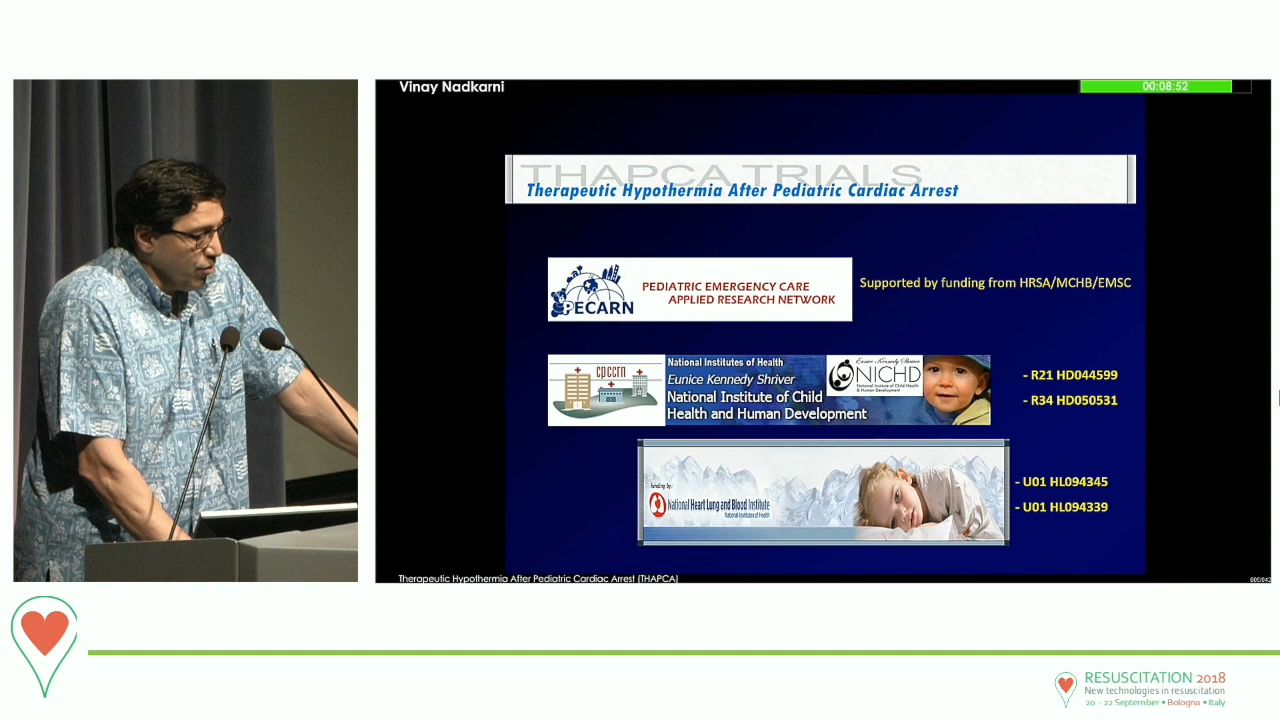 Vinay Nadkarni
00:08:52
THAPCA TRIALS
Therapeutic Hypothermia After Pediatric Cardiac Arrest
PECARN
PEDIATRIC EMERGENCY CARE
APPLIED RESEARCH NETWORK
Supported by funding from HRSA/MCHB/EMSC
cpccrn
National Institutes of Health
Eunice Kennedy Shriver
National Institute of Child
Health and Human Development
Eunice Kennedy Shriver
NICHD
National Institute of Child Health
& Human Development
- R21 HD044599
- R34 HD050531
funding by:
National Heart Lung and Blood Institute
National Institutes of Health
- U01 HL094345
- U01 HL094339
Therapeutic Hypothermia After Pediatric Cardiac Arrest (THAPCA)
RESUSCITATION 2018
New technologies in resuscitation
20 - 22 September • Bologna • Italy